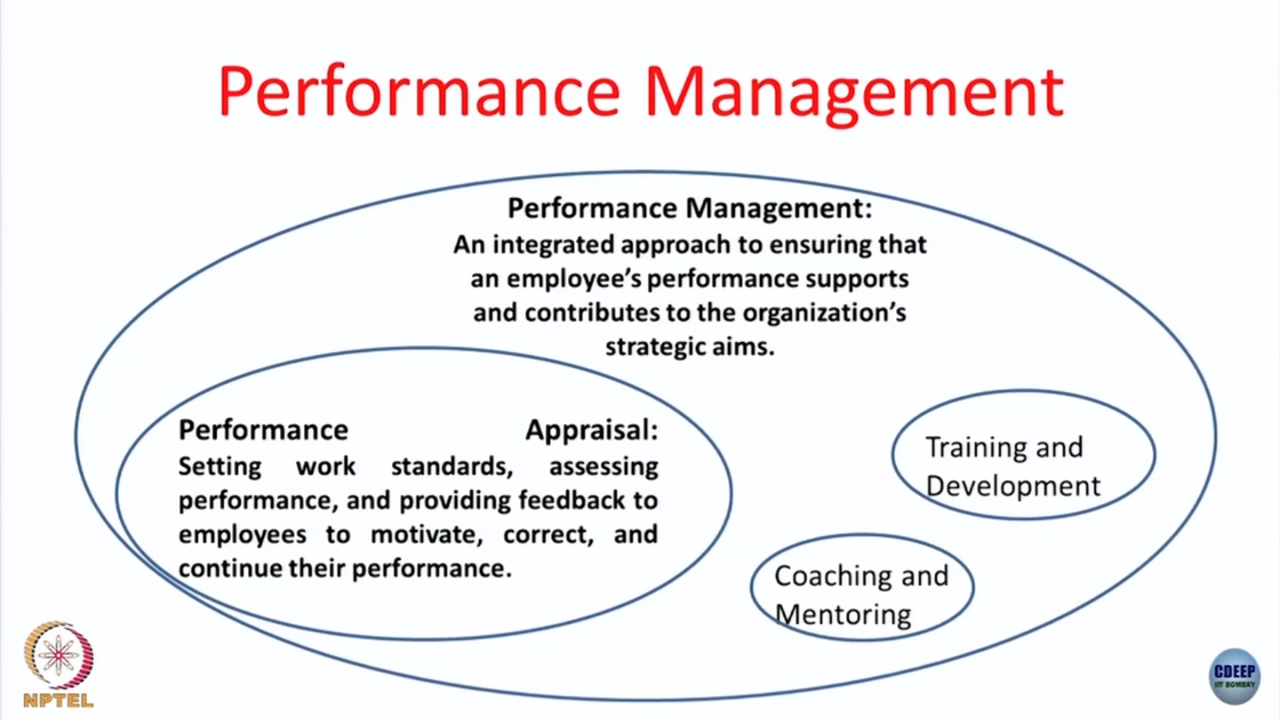 Performance Management
Performance Management:
An integrated approach to ensuring that
an employee’s performance supports
and contributes to the organization’s
strategic aims.
Performance Appraisal:
Setting work standards, assessing
performance, and providing feedback to
employees to motivate, correct, and
continue their performance.
Training and
Development
Coaching and
Mentoring
NPTEL
CDEEP
IIT BOMBAY